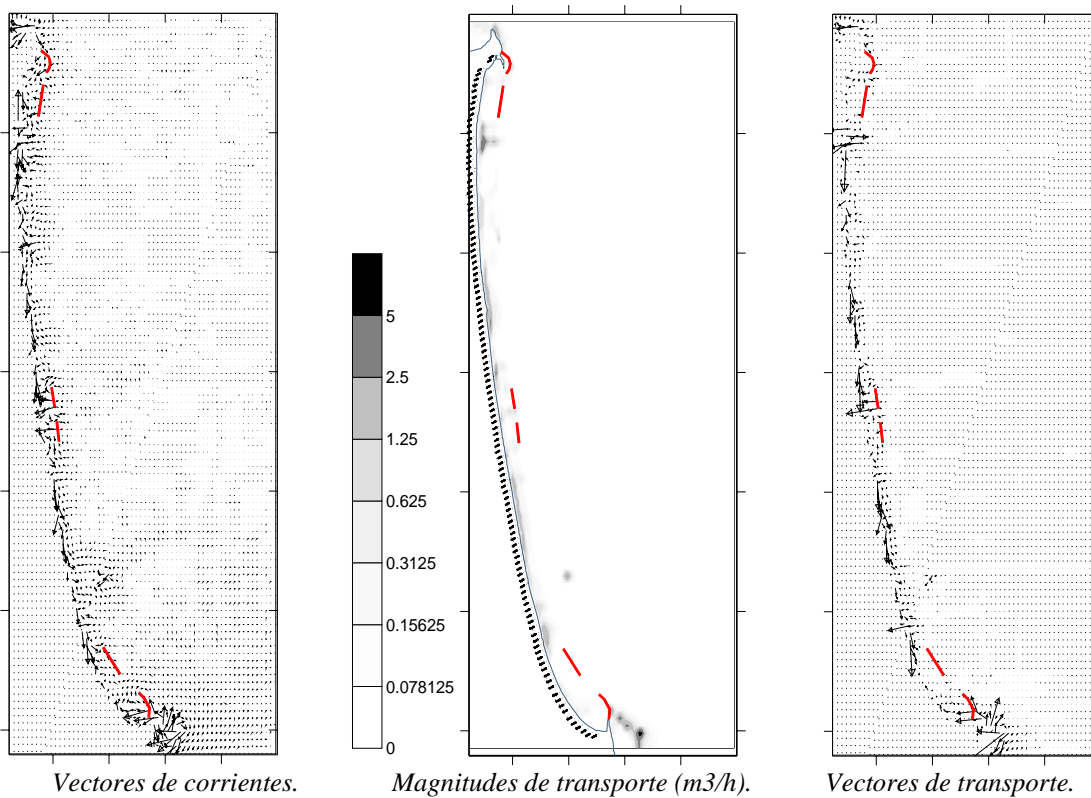 5
2.5
1.25
0.625
0.3125
0.15625
0.078125
0
Vectores de corrientes.
Magnitudes de transporte (m3/h).
Vectores de transporte.